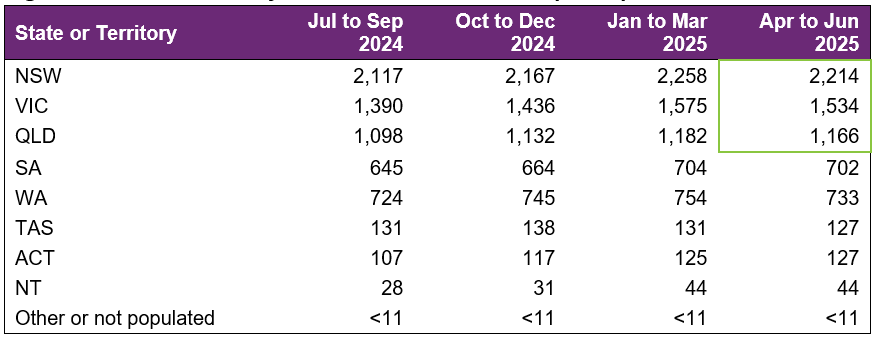 State or Territory Jul to Sep 2024 Oct to Dec 2024 Jan to Mar 2025 Apr to Jun 2025
NSW 2,117 2,167 2,258 2,214
VIC 1,390 1,436 1,575 1,534
QLD 1,098 1,132 1,182 1,166
SA 645 664 704 702
WA 724 745 754 733
TAS 131 138 131 127
ACT 107 117 125 127
NT 28 31 44 44
Other or not populated <11 <11 <11 <11